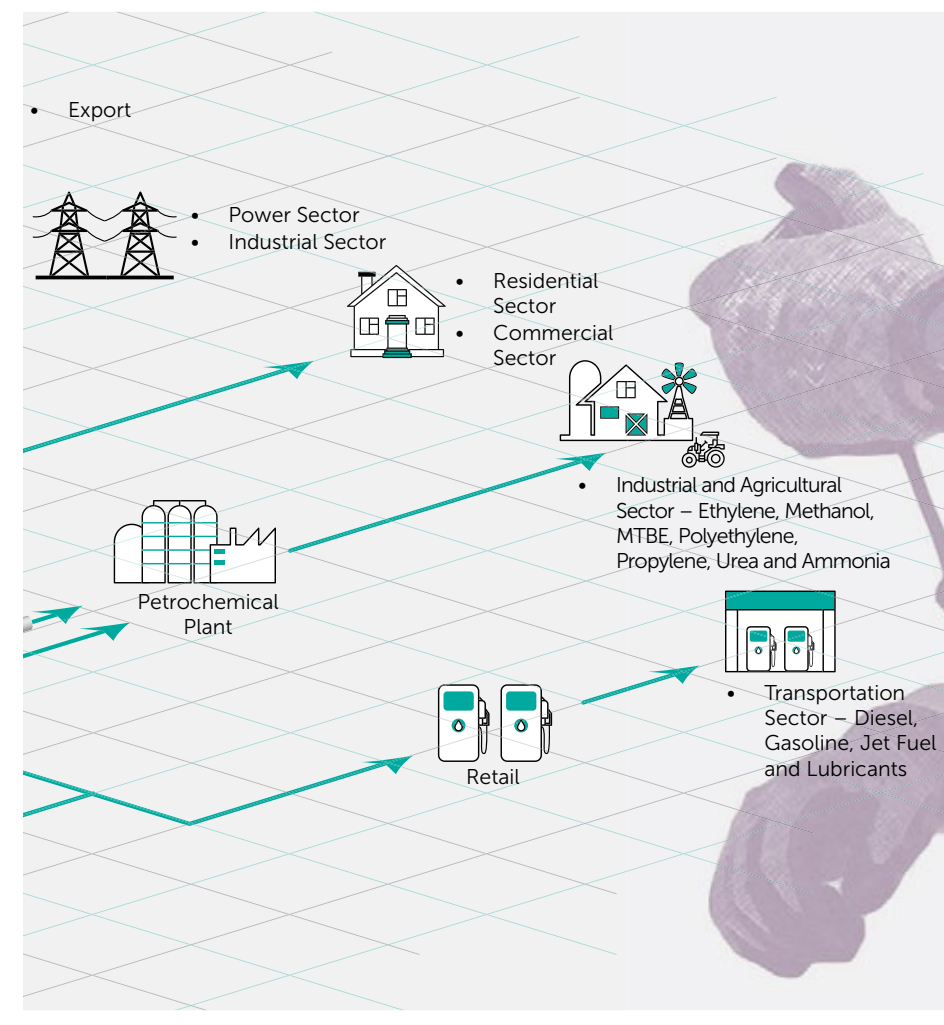 • Export
• Power Sector
• Industrial Sector
• Residential
Sector
• Commercial
Sector
• Industrial and Agricultural
Sector – Ethylene, Methanol,
MTBE, Polyethylene,
Propylene, Urea and Ammonia
Petrochemical
Plant
• Transportation
Sector – Diesel,
Gasoline, Jet Fuel
and Lubricants
Retail